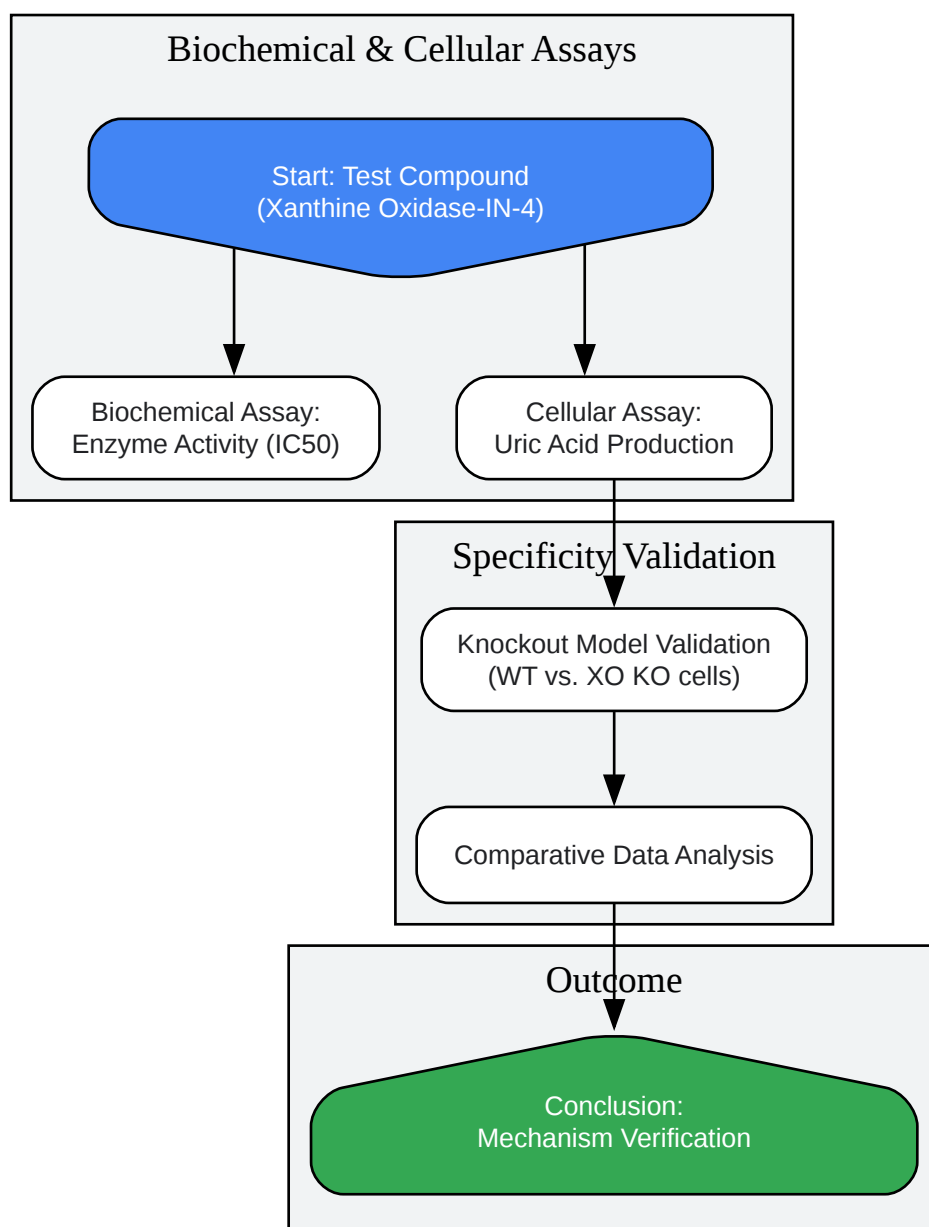 Biochemical & Cellular Assays
Start: Test Compound
(Xanthine Oxidase-IN-4)
Biochemical Assay:
Enzyme Activity (IC50)
Cellular Assay:
Uric Acid Production
Specificity Validation
Knockout Model Validation
(WT vs. XO KO cells)
Comparative Data Analysis
Outcome
Conclusion:
Mechanism Verification